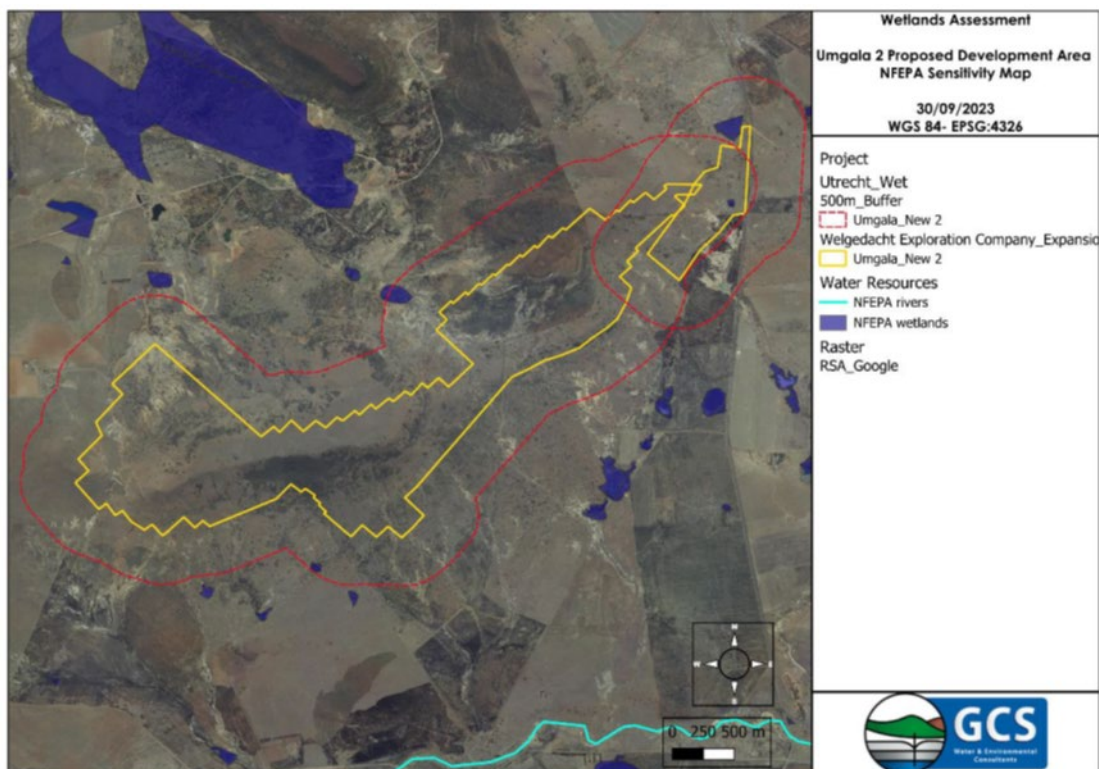 Wetlands Assessment
Umgala 2 Proposed Development Area
NFEPA Sensitivity Map
30/09/2023
WGS 84- EPSG:4326
Project
Utrecht_Wet
500m_Buffer
Umgala_New 2
Welgedacht Exploration Company_Expansio
Umgala_New 2
Water Resources
NFEPA rivers
NFEPA wetlands
Raster
RSA_Google
N
W E
S
0 250 500 m
GCS
Water & Environmental
Consultants